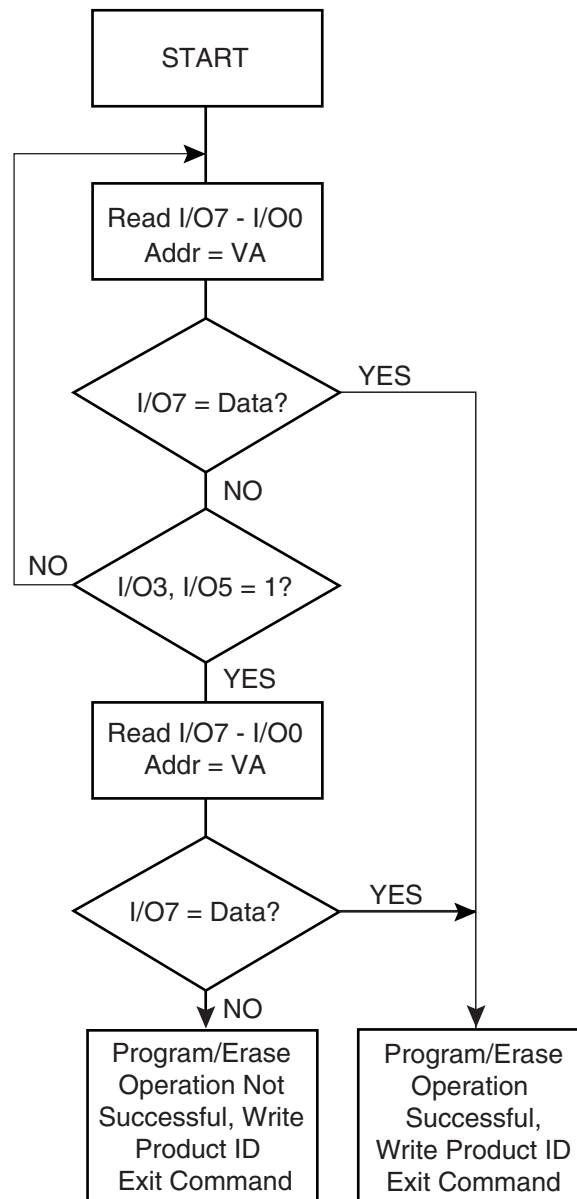 START
Read I/O7 - I/O0
Addr = VA
I/O7 = Data?
YES
NO
I/O3, I/O5 = 1?
NO
YES
Read I/O7 - I/O0
Addr = VA
I/O7 = Data?
YES
NO
Program/Erase
Operation Not
Successful, Write
Product ID
Exit Command
Program/Erase
Operation
Successful,
Write Product ID
Exit Command